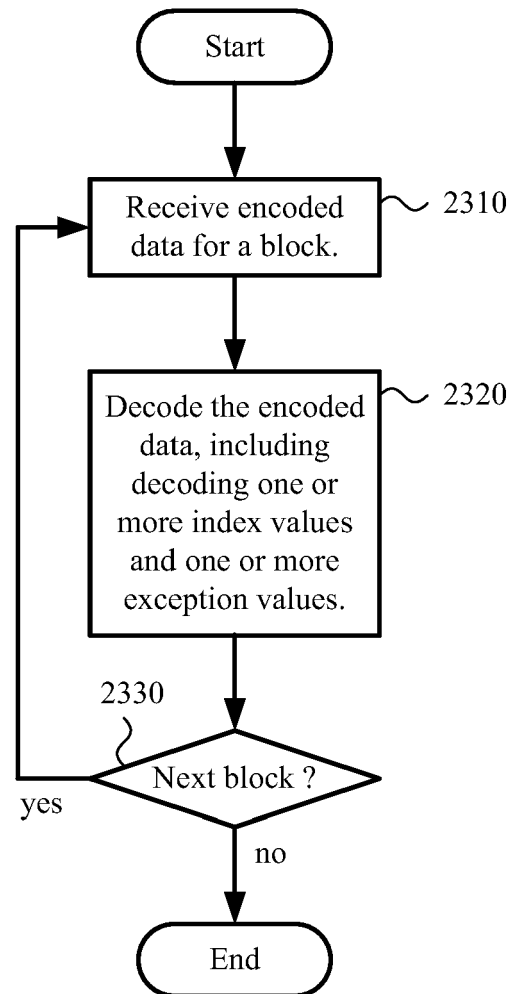 Start
Receive encoded
data for a block.
2310
Decode the encoded
data, including
decoding one or
more index values
and one or more
exception values.
2320
2330
Next block ?
yes
no
End